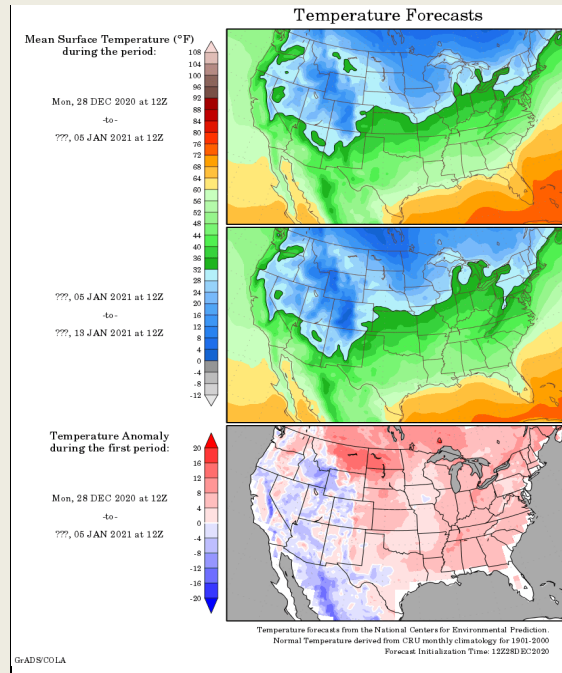 Temperature Forecasts
Mean Surface Temperature (°F)
during the period:
Mon, 28 DEC 2020 at 12Z
-to-
???, 05 JAN 2021 at 12Z
108
104
100
96
92
88
84
80
76
72
68
64
60
56
52
48
44
40
36
32
28
24
20
16
12
8
4
0
-4
-8
-12
???, 05 JAN 2021 at 12Z
-to-
???, 13 JAN 2021 at 12Z
Temperature Anomaly
during the first period:
Mon, 28 DEC 2020 at 12Z
-to-
???, 05 JAN 2021 at 12Z
20
16
12
8
4
0
-4
-8
-12
-16
-20
Temperature forecasts from the National Centers for Environmental Prediction.
Normal Temperature derived from CRU monthly climatology for 1901-2000
Forecast Initialization Time: 12Z28DEC2020
GrADS/COLA